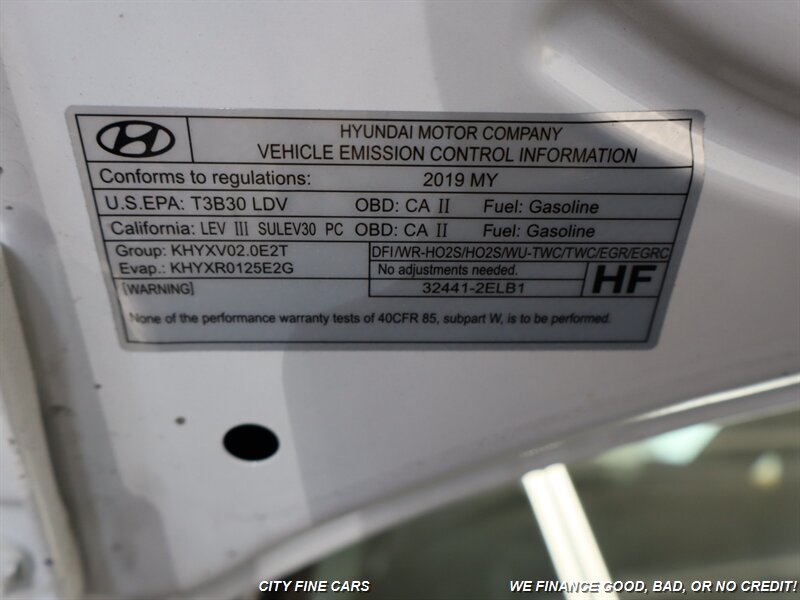 HYUNDAI MOTOR COMPANY
VEHICLE EMISSION CONTROL INFORMATION
Conforms to regulations: 2019 MY
U.S.EPA: T3B30 LDV OBD: CA II Fuel: Gasoline
California: LEV III SULEV30 PC OBD: CA II Fuel: Gasoline
Group: KHYXV02.0E2T
Evap.: KHYXR0125E2G
DFI/WR-HO2S/HO2S/WU-TWC/TWC/EGR/EGRC
No adjustments needed.
HF
[WARNING] 32441-2ELB1
None of the performance warranty tests of 40CFR 85, subpart W, is to be performed.
CITY FINE CARS
WE FINANCE GOOD, BAD, OR NO CREDIT!